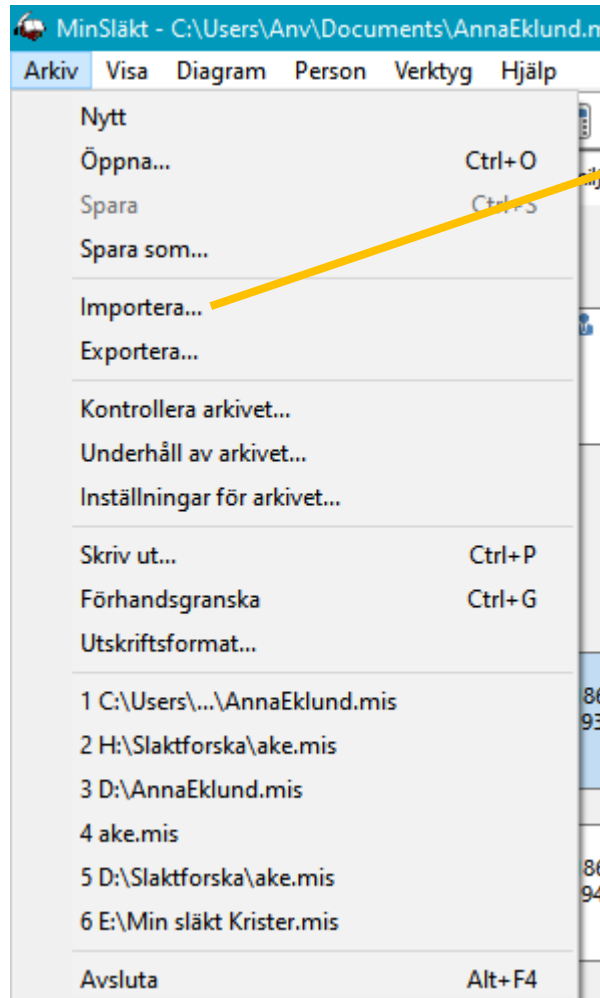 MinSläkt - C:\Users\Anv\Documents\AnnaEklund.m
Arkiv Visa Diagram Person Verktyg Hjälp
Nytt
Öppna... Ctrl+O
Spara Ctrl+S
Spara som...
Importera...
Exportera...
Kontrollera arkivet...
Underhåll av arkivet...
Inställningar för arkivet...
Skriv ut... Ctrl+P
Förhandsgranska Ctrl+G
Utskriftsformat...
1 C:\Users\...\AnnaEklund.mis
2 H:\Slaktforska\ake.mis
3 D:\AnnaEklund.mis
4 ake.mis
5 D:\Slaktforska\ake.mis
6 E:\Min släkt Krister.mis
Avsluta Alt+F4